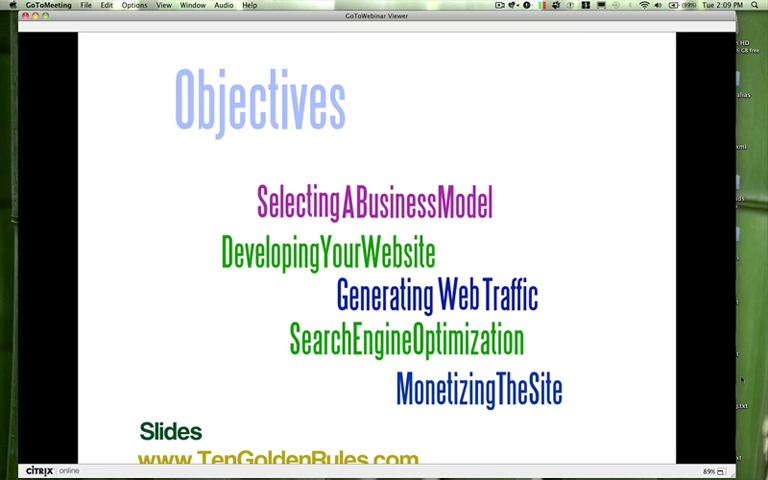 GoToMeeting File Edit Options View Window Audio Help
Tue 2:09 PM
GoToWebinar Viewer
Objectives
SelectingABusinessModel
DevelopingYourWebsite
Generating Web Traffic
SearchEngineOptimization
MonetizingTheSite
Slides
www.TenGoldenRules.com
CITRIX online
89%